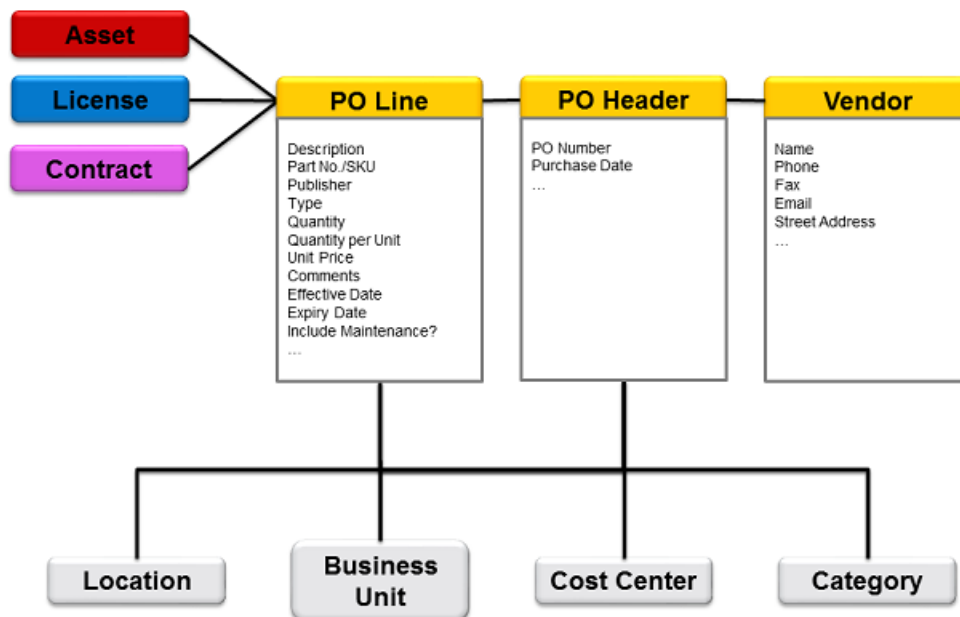 Asset
License
Contract
PO Line
Description
Part No./SKU
Publisher
Type
Quantity
Quantity per Unit
Unit Price
Comments
Effective Date
Expiry Date
Include Maintenance?
...
PO Header
PO Number
Purchase Date
...
Vendor
Name
Phone
Fax
Email
Street Address
...
Location
Business
Unit
Cost Center
Category